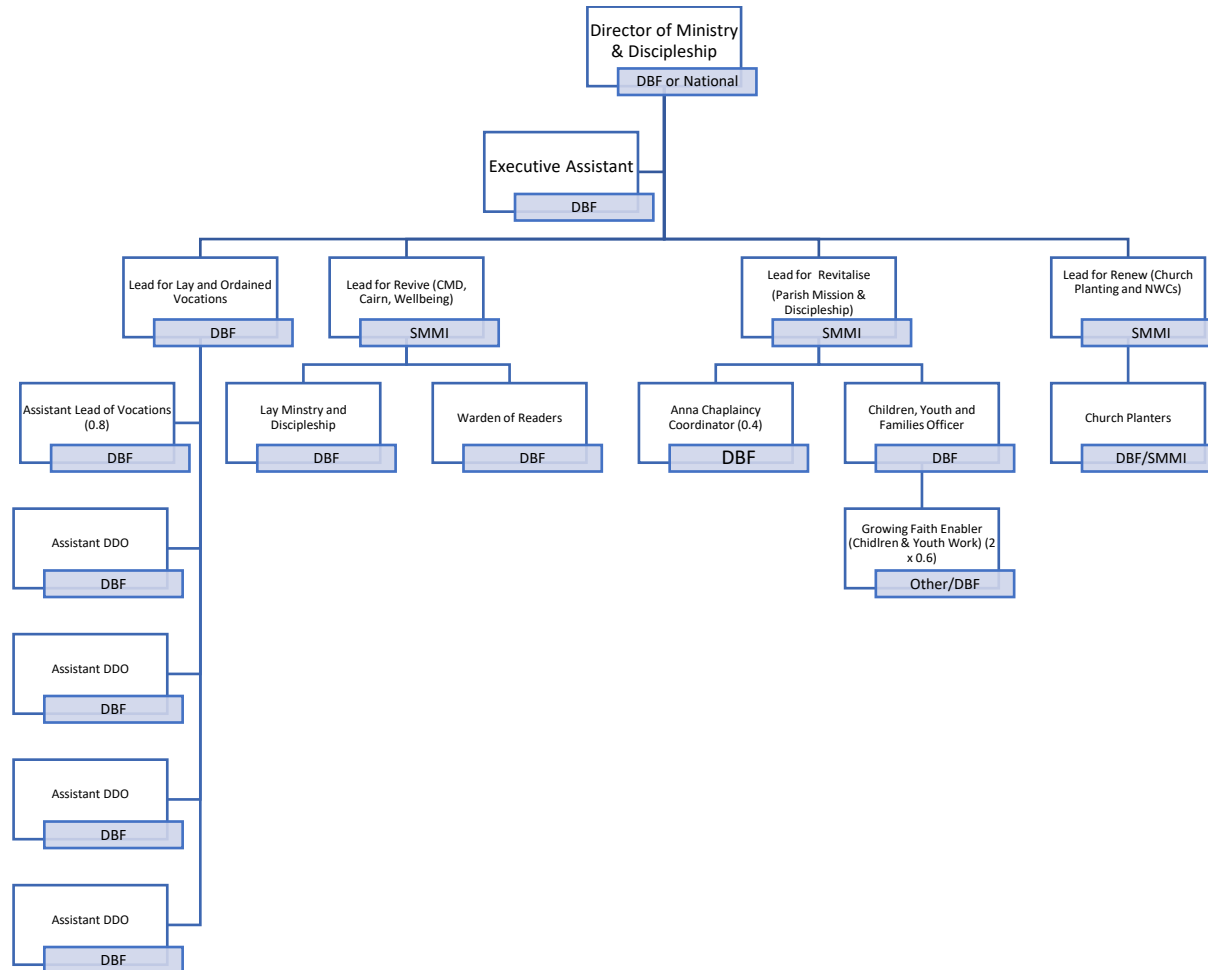 Director of Ministry
& Discipleship
DBF or National
Executive Assistant
DBF
Lead for Lay and Ordained
Vocations
DBF
Lead for Revive (CMD,
Cairn, Wellbeing)
SMMI
Lead for Revitalise
(Parish Mission &
Discipleship)
SMMI
Lead for Renew (Church
Planting and NWCs)
SMMI
Assistant Lead of Vocations
(0.8)
DBF
Lay Minstry and
Discipleship
DBF
Warden of Readers
DBF
Anna Chaplaincy
Coordinator (0.4)
DBF
Children, Youth and
Families Officer
DBF
Church Planters
DBF/SMMI
Assistant DDO
DBF
Growing Faith Enabler
(Chidlren & Youth Work) (2
x 0.6)
Other/DBF
Assistant DDO
DBF
Assistant DDO
DBF
Assistant DDO
DBF